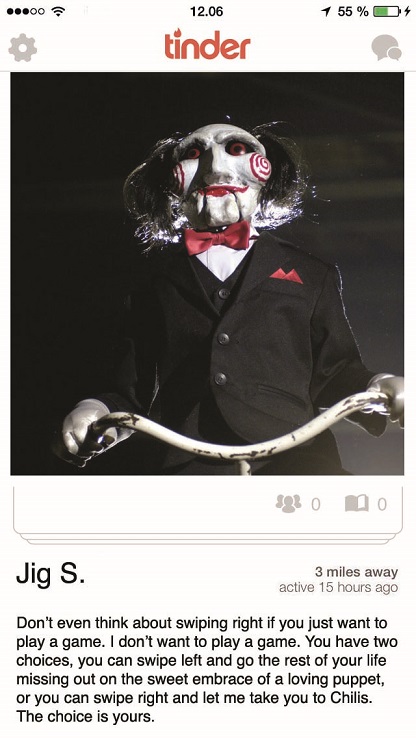 12.06
55 %
tinder
0
0
Jig S.
3 miles away
active 15 hours ago
Don't even think about swiping right if you just want to
play a game. I don't want to play a game. You have two
choices, you can swipe left and go the rest of your life
missing out on the sweet embrace of a loving puppet,
or you can swipe right and let me take you to Chilis.
The choice is yours.